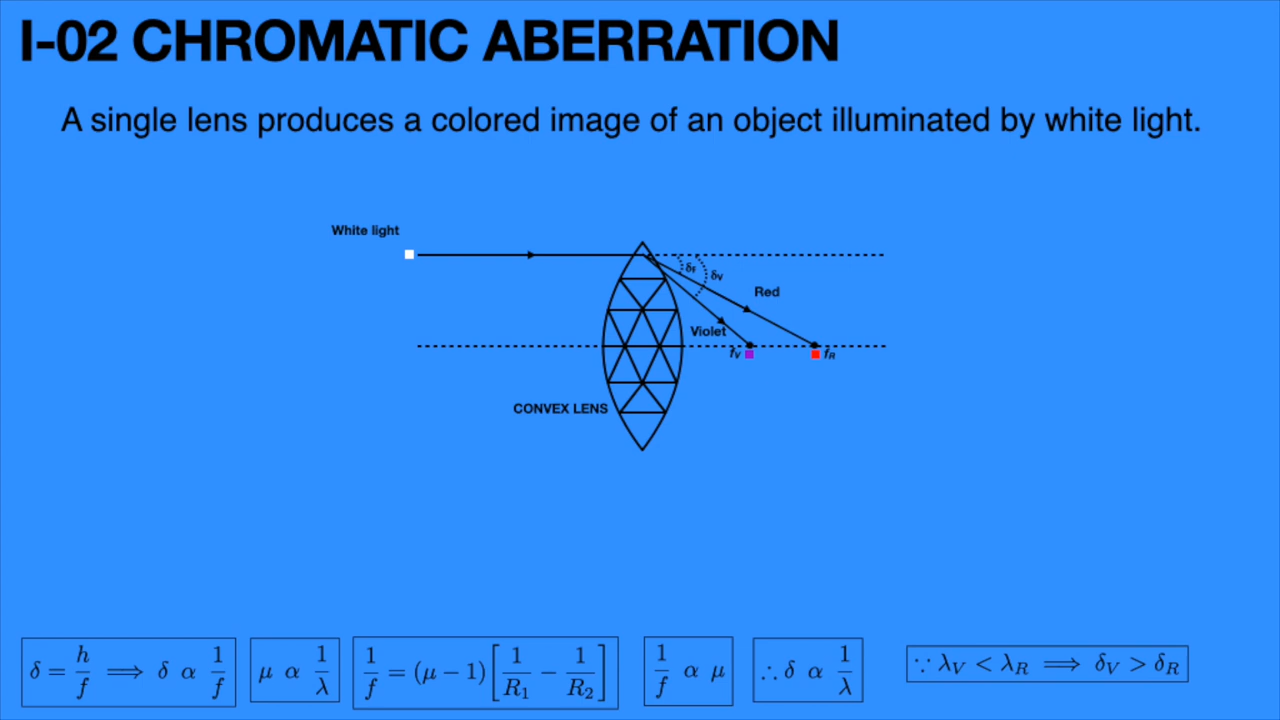 I-02 CHROMATIC ABERRATION
A single lens produces a colored image of an object illuminated by white light.
White light
δr δV
Red
Violet
fV fR
CONVEX LENS
δ = h/f ⟹ δ α 1/f
μ α 1/λ
1/f = (μ − 1)[1/R₁ − 1/R₂]
1/f α μ
∴ δ α 1/λ
∵ λV < λR ⟹ δV > δR